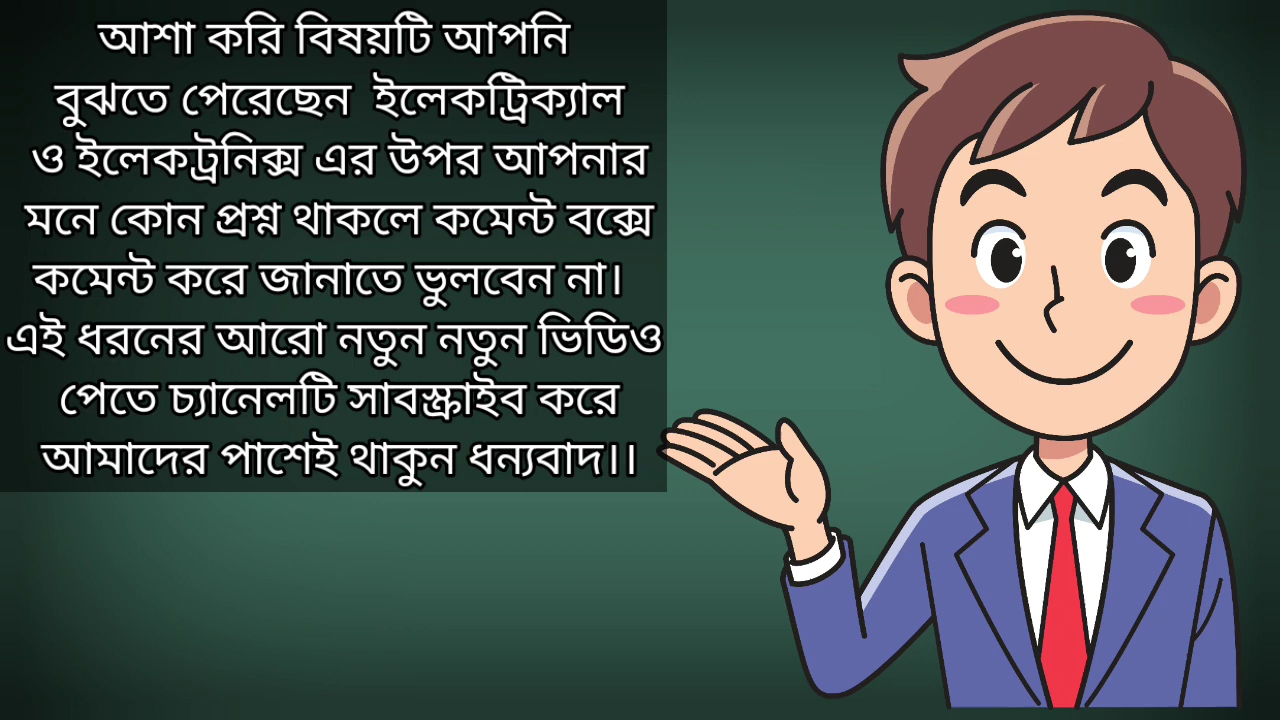 আশা করি বিষয়টি আপনি
বুঝতে পেরেছেন ইলেকট্রিক্যাল
ও ইলেকট্রনিক্স এর উপর আপনার
মনে কোন প্রশ্ন থাকলে কমেন্ট বক্সে
কমেন্ট করে জানাতে ভুলবেন না।
এই ধরনের আরো নতুন নতুন ভিডিও
পেতে চ্যানেলটি সাবস্ক্রাইব করে
আমাদের পাশেই থাকুন ধন্যবাদ।।